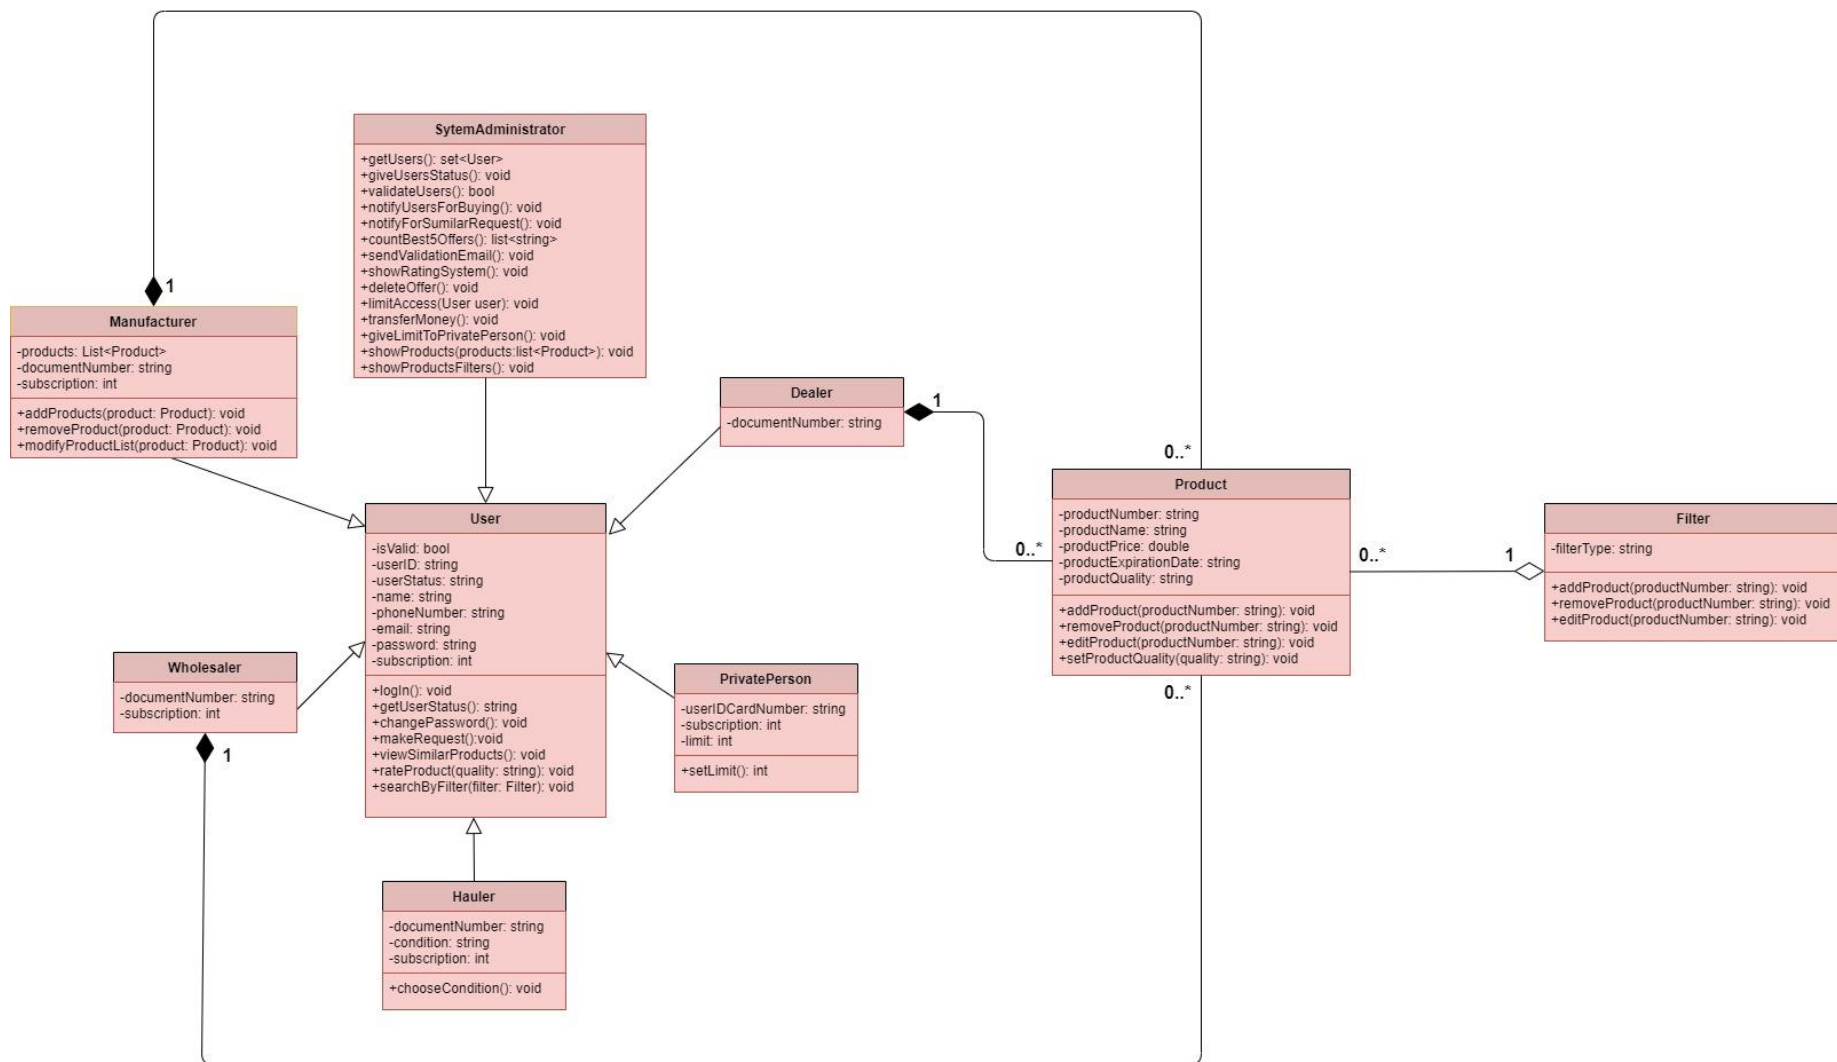 SytemAdministrator
+getUsers(): set<User>
+giveUsersStatus(): void
+validateUsers(): bool
+notifyUsersForBuying(): void
+notifyForSumilarRequest(): void
+countBest5Offers(): list<string>
+sendValidationEmail(): void
+showRatingSystem(): void
+deleteOffer(): void
+limitAccess(User user): void
+transferMoney(): void
+giveLimitToPrivatePerson(): void
+showProducts(products:list<Product>): void
+showProductsFilters(): void
1
Manufacturer
-products: List<Product>
-documentNumber: string
-subscription: int
+addProducts(product: Product): void
+removeProduct(product: Product): void
+modifyProductList(product: Product): void
Dealer
-documentNumber: string
1
0..*
0..*
Product
-productNumber: string
-productName: string
-productPrice: double
-productExpirationDate: string
-productQuality: string
+addProduct(productNumber: string): void
+removeProduct(productNumber: string): void
+editProduct(productNumber: string): void
+setProductQuality(quality: string): void
0..*
0..*
1
Filter
-filterType: string
+addProduct(productNumber: string): void
+removeProduct(productNumber: string): void
+editProduct(productNumber: string): void
User
-isValid: bool
-userID: string
-userStatus: string
-name: string
-phoneNumber: string
-email: string
-password: string
-subscription: int
+logIn(): void
+getUserStatus(): string
+changePassword(): void
+makeRequest():void
+viewSimilarProducts(): void
+rateProduct(quality: string): void
+searchByFilter(filter: Filter): void
Wholesaler
-documentNumber: string
-subscription: int
1
PrivatePerson
-userIDCardNumber: string
-subscription: int
-limit: int
+setLimit(): int
Hauler
-documentNumber: string
-condition: string
-subscription: int
+chooseCondition(): void